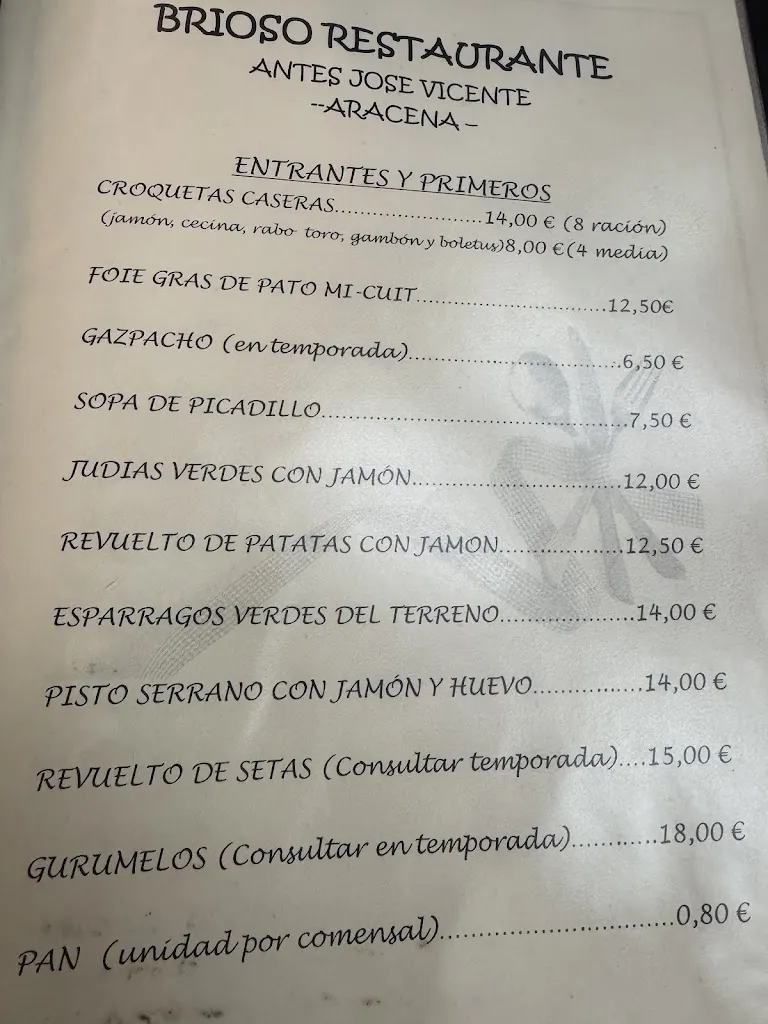 BRIOSO RESTAURANTE
ANTES JOSE VICENTE
--ARACENA –
ENTRANTES Y PRIMEROS
CROQUETAS CASERAS..............................14,00 € (8 ración)
(jamón, cecina, rabo toro, gambón y boletus)8,00 €(4 media)
FOIE GRAS DE PATO MI-CUIT..............................12,50€
GAZPACHO (en temporada)..................................6,50 €
SOPA DE PICADILLO.................................................7,50 €
JUDIAS VERDES CON JAMÓN.................................12,00 €
REVUELTO DE PATATAS CON JAMON...................12,50 €
ESPARRAGOS VERDES DEL TERRENO.....................14,00 €
PISTO SERRANO CON JAMÓN Y HUEVO................14,00 €
REVUELTO DE SETAS (Consultar temporada)....15,00 €
GURUMELOS (Consultar en temporada)............18,00 €
PAN (unidad por comensal)..................................0,80 €